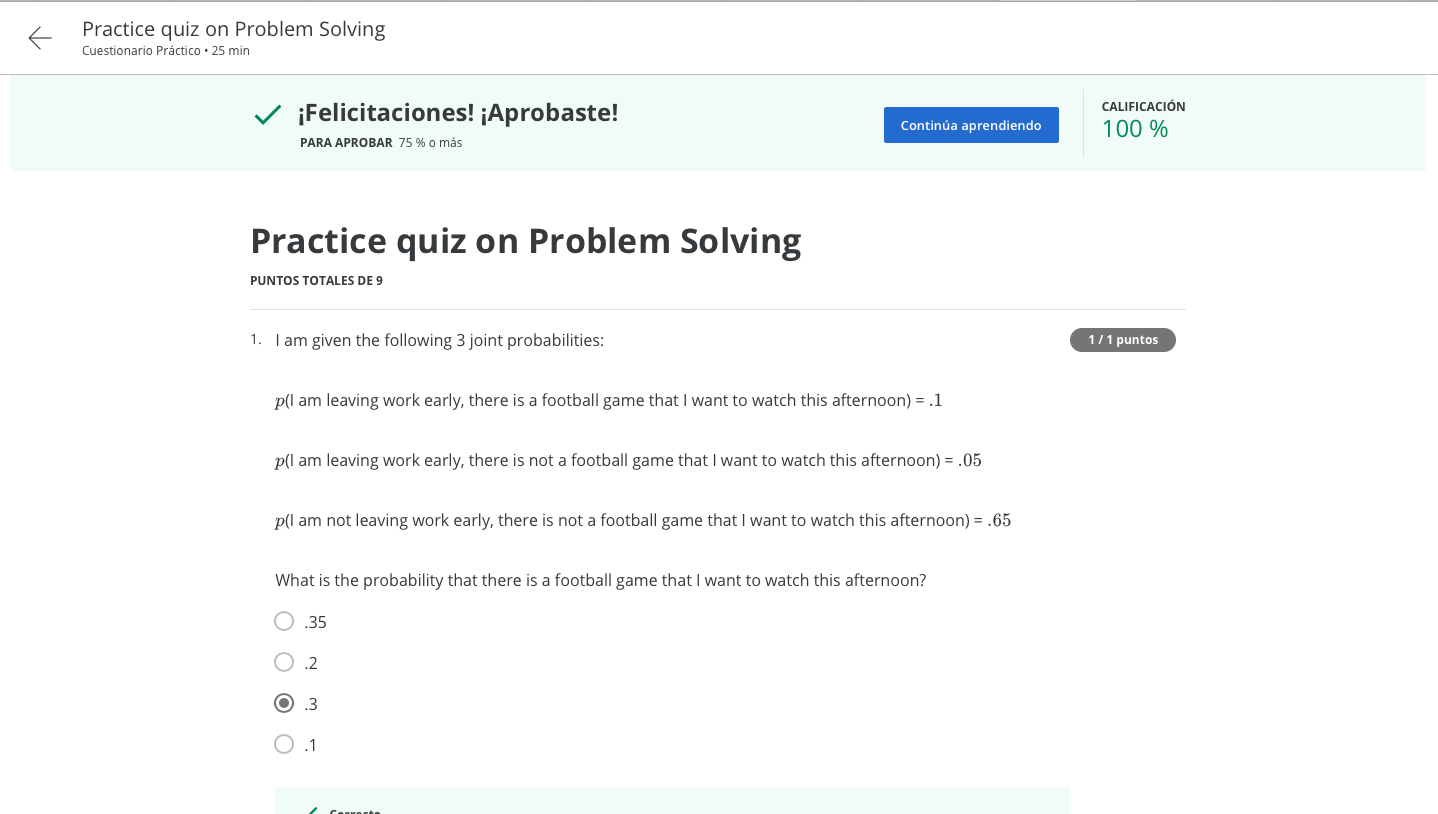 Practice quiz on Problem Solving
Cuestionario Práctico • 25 min
¡Felicitaciones! ¡Aprobaste!
PARA APROBAR 75 % o más
Continúa aprendiendo
CALIFICACIÓN
100 %
Practice quiz on Problem Solving
PUNTOS TOTALES DE 9
1. I am given the following 3 joint probabilities:
1 / 1 puntos
p(I am leaving work early, there is a football game that I want to watch this afternoon) = .1
p(I am leaving work early, there is not a football game that I want to watch this afternoon) = .05
p(I am not leaving work early, there is not a football game that I want to watch this afternoon) = .65
What is the probability that there is a football game that I want to watch this afternoon?
.35
.2
.3
.1
Correcto